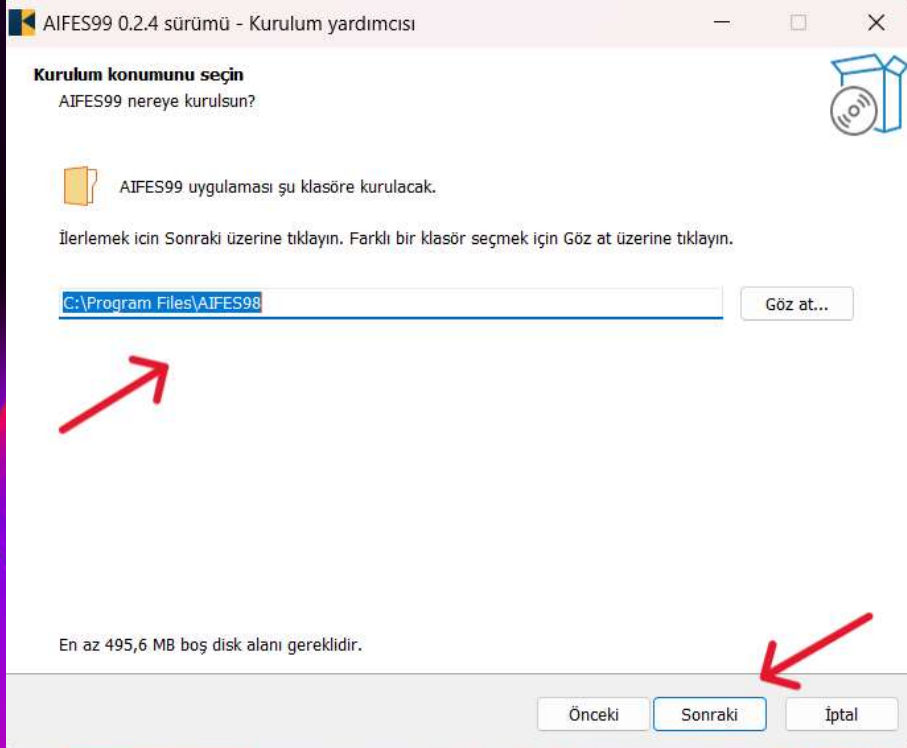 AIFES99 0.2.4 sürümü - Kurulum yardımcısı
Kurulum konumunu seçin
AIFES99 nereye kurulsun?
AIFES99 uygulaması şu klasöre kurulacak.
İlerlemek icin Sonraki üzerine tıklayın. Farklı bir klasör seçmek için Göz at üzerine tıklayın.
C:\Program Files\AIFES98
Göz at...
En az 495,6 MB boş disk alanı gereklidir.
Önceki
Sonraki
İptal